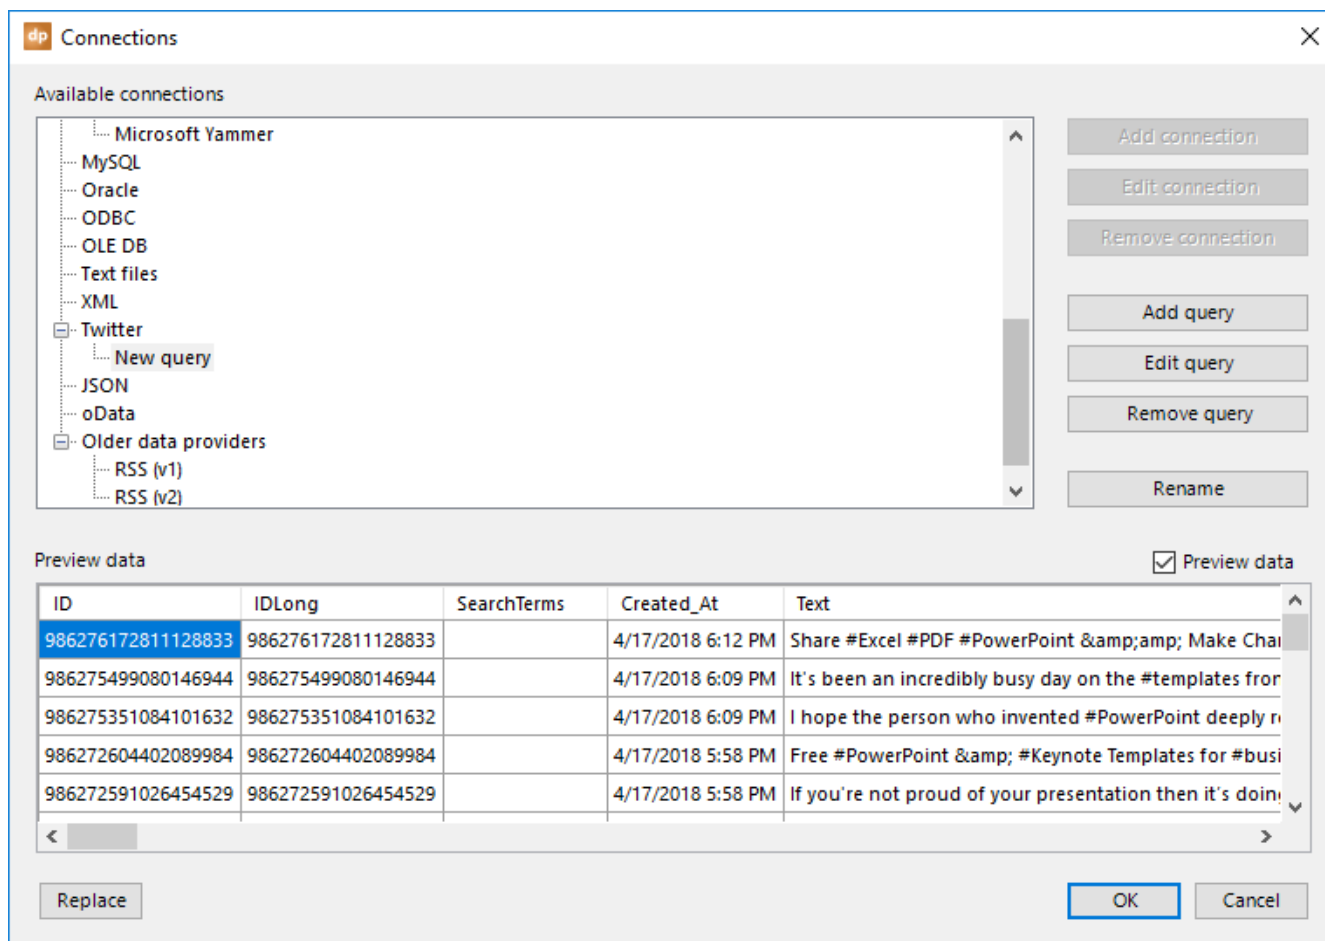 dp Connections
Available connections
Microsoft Yammer
MySQL
Oracle
ODBC
OLE DB
Text files
XML
Twitter
New query
JSON
oData
Older data providers
RSS (v1)
RSS (v2)
Add connection
Edit connection
Remove connection
Add query
Edit query
Remove query
Rename
Preview data
Preview data
ID IDLong SearchTerms Created_At Text
986276172811128833 986276172811128833 4/17/2018 6:12 PM Share #Excel #PDF #PowerPoint &amp;amp; Make
986275499080146944 986275499080146944 4/17/2018 6:09 PM It's been an incredibly busy day on the #templates
986275351084101632 986275351084101632 4/17/2018 6:09 PM I hope the person who invented #PowerPoint deeply
986272604402089984 986272604402089984 4/17/2018 5:58 PM Free #PowerPoint &amp; #Keynote Templates for
986272591026454529 986272591026454529 4/17/2018 5:58 PM If you're not proud of your presentation then it's
Replace
OK
Cancel